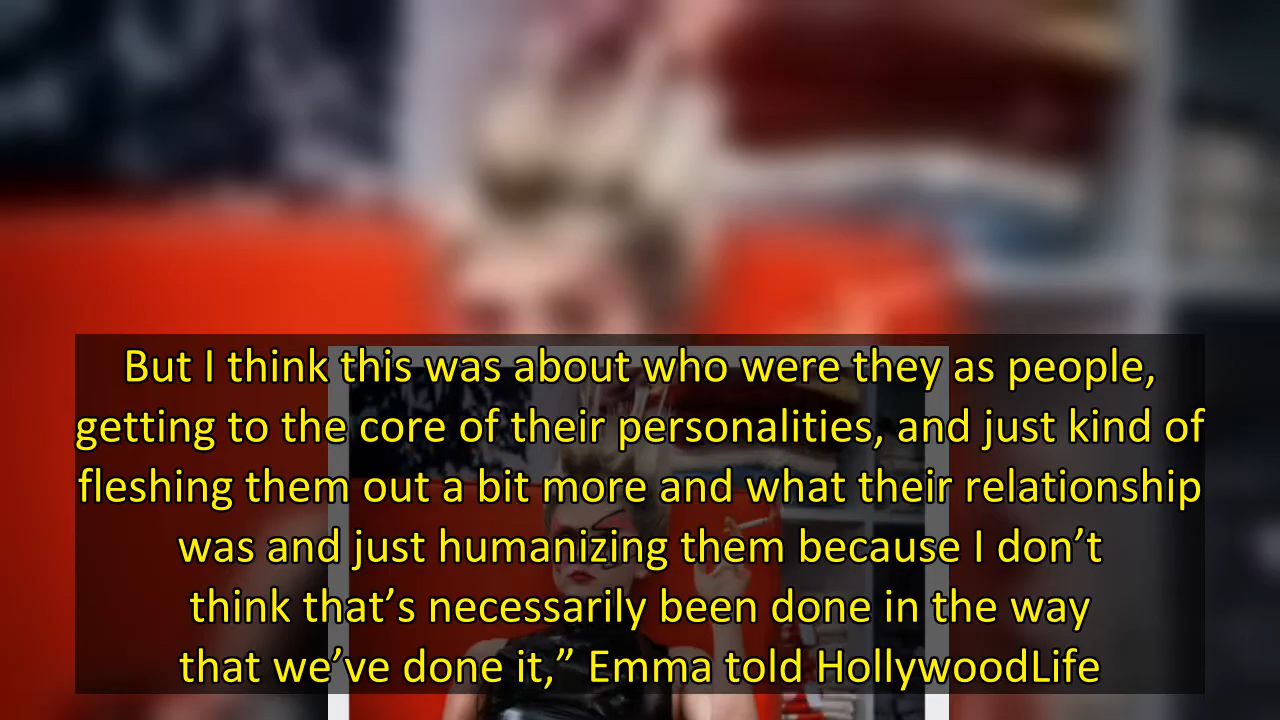 But I think this was about who were they as people,
getting to the core of their personalities, and just kind of
fleshing them out a bit more and what their relationship
was and just humanizing them because I don’t
think that’s necessarily been done in the way
that we’ve done it,” Emma told HollywoodLife